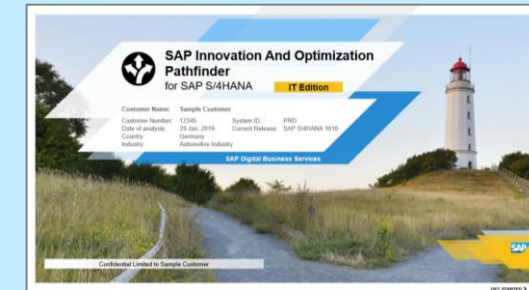 SAP Innovation And Optimization
Pathfinder
for SAP S/4HANA IT Edition
Customer Name: Sample Customer
Customer Number: 12345 System ID: PRD
Date of analysis: 29 Jan, 2019 Current Release: SAP S/4HANA 1610
Country: Germany
Industry: Automotive Industry
SAP Digital Business Services
SAP
Confidential Limited to Sample Customer
GET STARTED